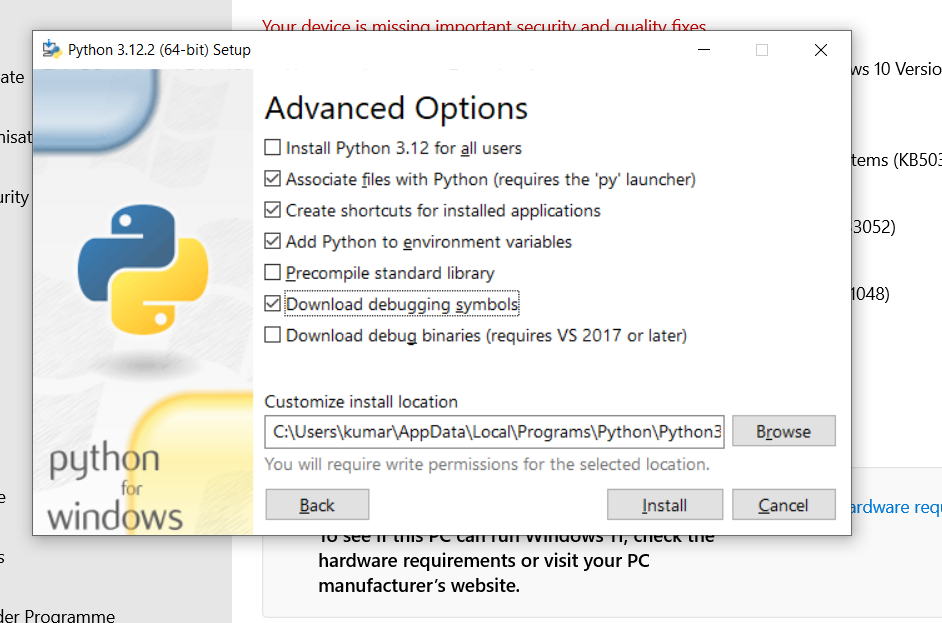 Your device is missing important security and quality fixes.
Python 3.12.2 (64-bit) Setup
ate
ws 10 Versio
Advanced Options
nisat
Install Python 3.12 for all users
tems (KB503
Associate files with Python (requires the 'py' launcher)
urity
Create shortcuts for installed applications
3052)
Add Python to environment variables
Precompile standard library
1048)
Download debugging symbols
Download debug binaries (requires VS 2017 or later)
Customize install location
C:\Users\kumar\AppData\Local\Programs\Python\Python3
Browse
You will require write permissions for the selected location.
python
for
windows
Back
Install
Cancel
e
ardware requ
To see if this PC can run Windows 11, check the
hardware requirements or visit your PC
s
manufacturer's website.
der Programme